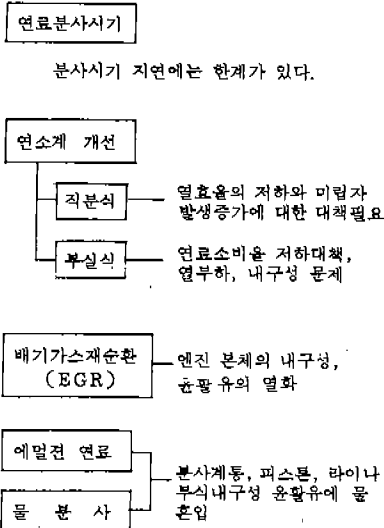 연료분사시기
분사시기 지연에는 한계가 있다.
연소계 개선
직분식
열효율의 저하와 미립자
발생증가에 대한 대책필요
부실식
연료소비율 저하대책,
열부하, 내구성 문제
배기가스재순환
(EGR)
엔진 본체의 내구성,
윤활유의 열화
에멀젼 연료
물 분사
분사계통, 피스톤, 라이나
부식내구성 윤활유에 물
혼입